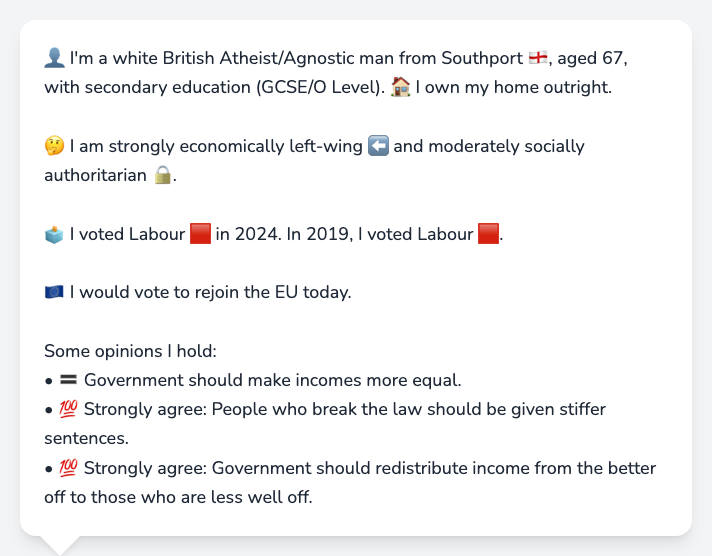 👤 I'm a white British Atheist/Agnostic man from Southport 🏴󠁧󠁢󠁥󠁮󠁧󠁿, aged 67,
with secondary education (GCSE/O Level). 🏠 I own my home outright.
🤔 I am strongly economically left-wing ⬅️ and moderately socially
authoritarian 🔒.
🗳️ I voted Labour 🟥 in 2024. In 2019, I voted Labour 🟥.
🇪🇺 I would vote to rejoin the EU today.
Some opinions I hold:
• 🟰 Government should make incomes more equal.
• 💯 Strongly agree: People who break the law should be given stiffer
sentences.
• 💯 Strongly agree: Government should redistribute income from the better
off to those who are less well off.